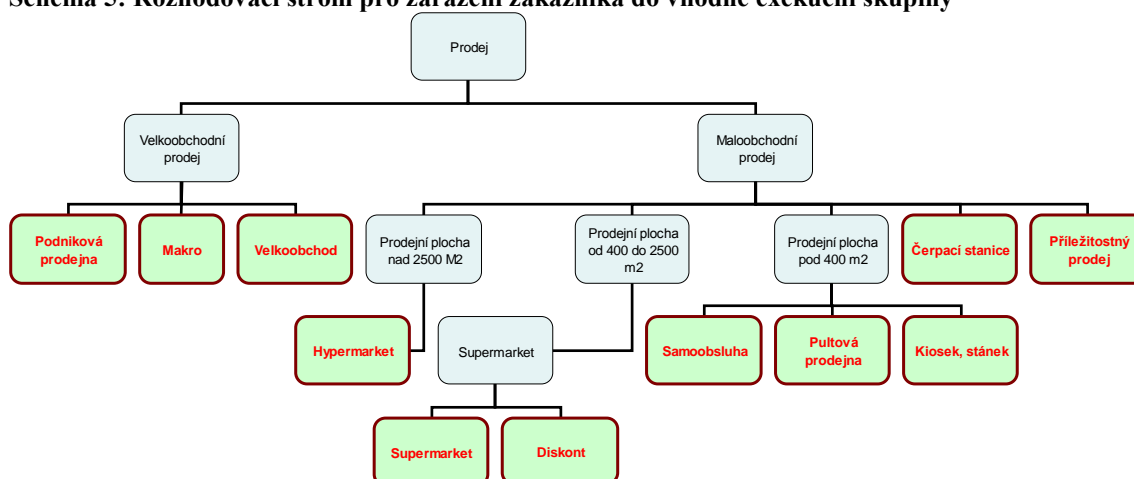 Schéma 3: Rozhodovací strom pro zařazení zákazníka do vhodné exekuční skupiny
Prodej
Velkoobchodní
prodej
Maloobchodní
prodej
Podniková
prodejna
Makro
Velkoobchod
Prodejní plocha
nad 2500 M2
Prodejní plocha
od 400 do 2500
m2
Prodejní plocha
pod 400 m2
Čerpací stanice
Příležitostný
prodej
Hypermarket
Supermarket
Samoobsluha
Pultová
prodejna
Kiosek, stánek
Supermarket
Diskont